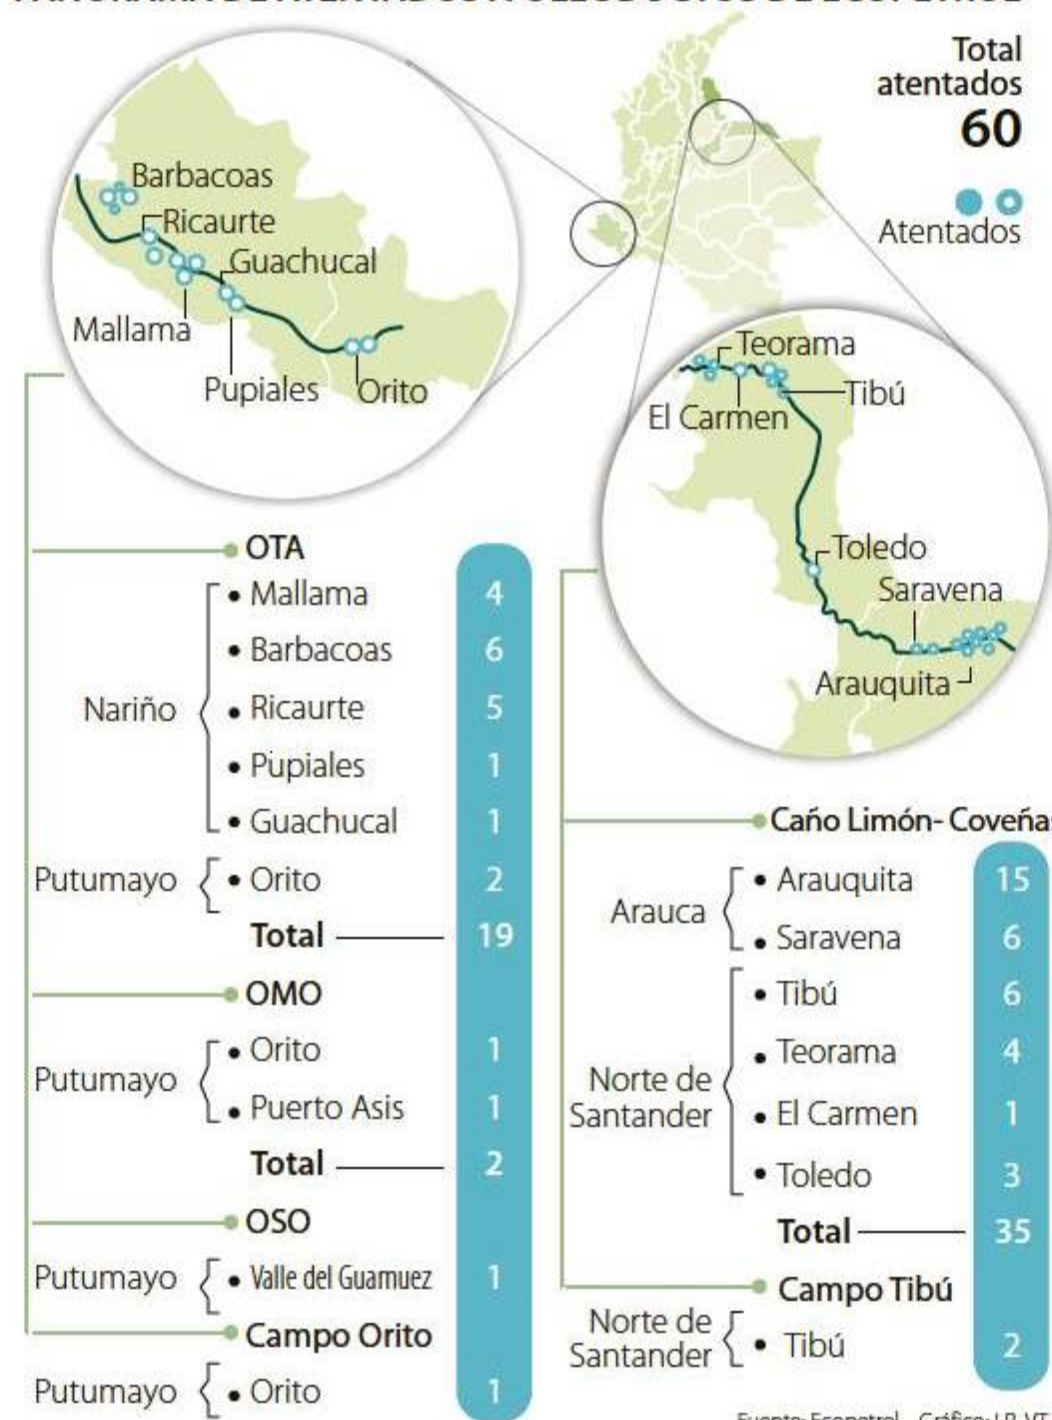 Total
atentados
60
Atentados
Barbacoas
Ricaurte
Guachucal
Mallama
Pupiales
Orito
Teorama
El Carmen
Tibú
Toledo
Saravena
Arauquita
OTA
Nariño
• Mallama 4
• Barbacoas 6
• Ricaurte 5
• Pupiales 1
• Guachucal 1
Putumayo • Orito 2
Total 19
OMO
Putumayo
• Orito 1
• Puerto Asis 1
Total 2
OSO
Putumayo • Valle del Guamuez 1
Campo Orito
Putumayo • Orito 1
Caño Limón- Coveñas
Arauca
• Arauquita 15
• Saravena 6
Norte de
Santander
• Tibú 6
• Teorama 4
• El Carmen 1
• Toledo 3
Total 35
Campo Tibú
Norte de
Santander
• Tibú 2